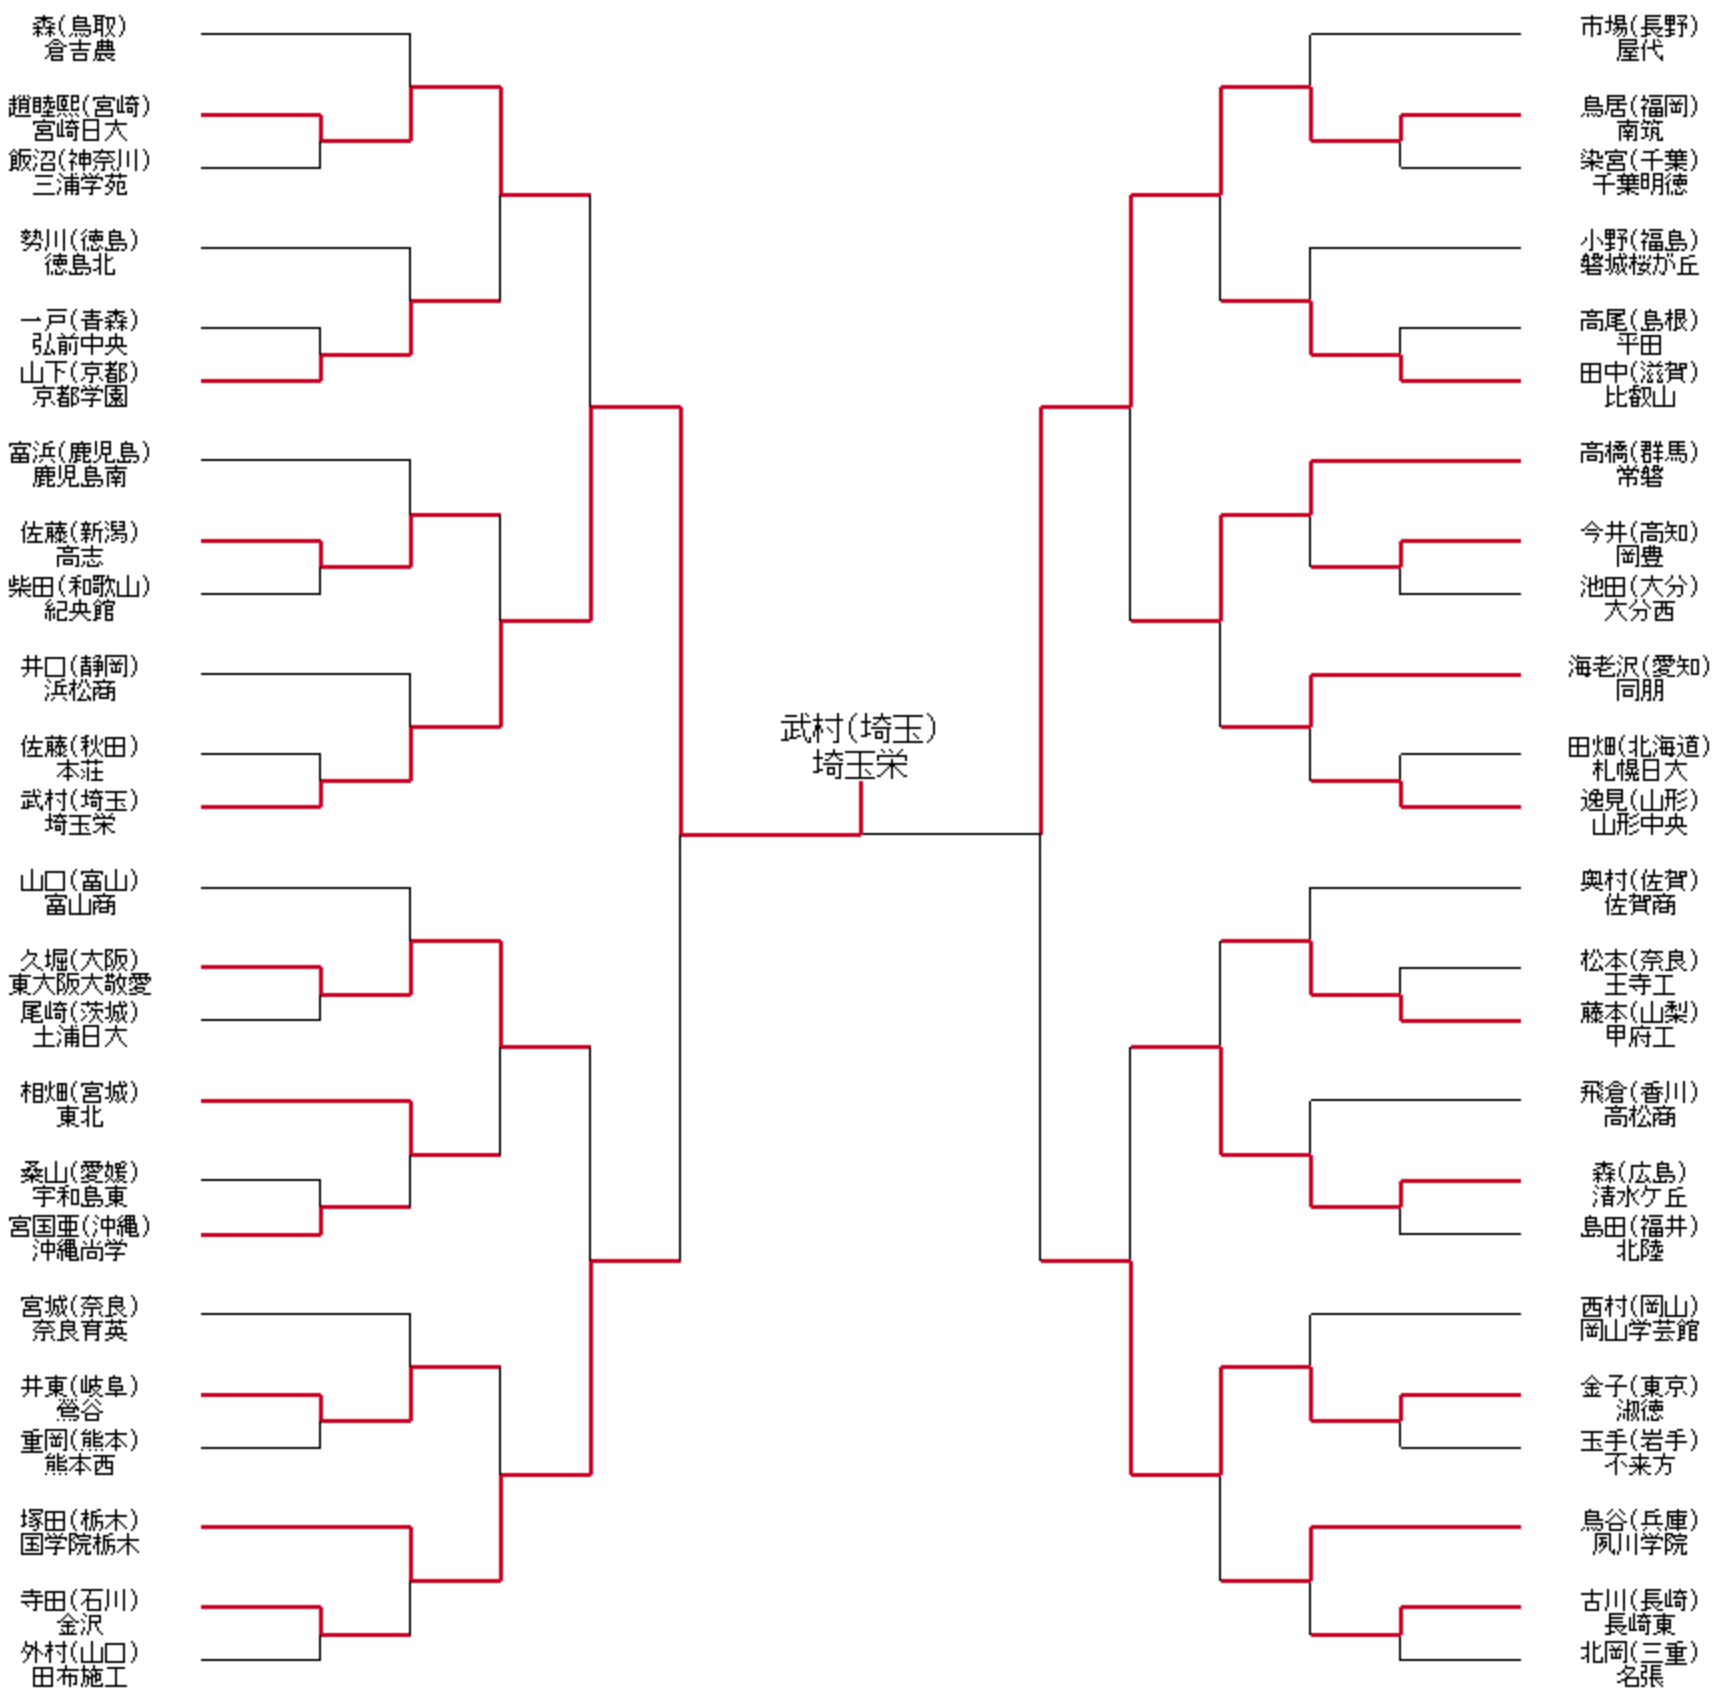 森(鳥取)
倉吉農
趙睦熙(宮崎)
宮崎日大
飯沼(神奈川)
三浦学苑
勢川(徳島)
徳島北
一戸(青森)
弘前中央
山下(京都)
京都学園
富浜(鹿児島)
鹿児島南
佐藤(新潟)
高志
柴田(和歌山)
紀央館
井口(静岡)
浜松商
佐藤(秋田)
本荘
武村(埼玉)
埼玉栄
山口(富山)
富山商
久堀(大阪)
東大阪大敬愛
尾崎(茨城)
土浦日大
相畑(宮城)
東北
桑山(愛媛)
宇和島東
宮国亜(沖縄)
沖縄尚学
宮城(奈良)
奈良育英
井東(岐阜)
鶯谷
重岡(熊本)
熊本西
塚田(栃木)
国学院栃木
寺田(石川)
金沢
外村(山口)
田布施工
武村(埼玉)
埼玉栄
市場(長野)
屋代
鳥居(福岡)
南筑
染宮(千葉)
千葉明徳
小野(福島)
磐城桜が丘
高尾(島根)
平田
田中(滋賀)
比叡山
高橋(群馬)
常磐
今井(高知)
岡豊
池田(大分)
大分西
海老沢(愛知)
同朋
田畑(北海道)
札幌日大
逸見(山形)
山形中央
奥村(佐賀)
佐賀商
松本(奈良)
王寺工
藤本(山梨)
甲府工
飛倉(香川)
高松商
森(広島)
清水ケ丘
島田(福井)
北陸
西村(岡山)
岡山学芸館
金子(東京)
淑徳
玉手(岩手)
不来方
鳥谷(兵庫)
夙川学院
古川(長崎)
長崎東
北岡(三重)
名張